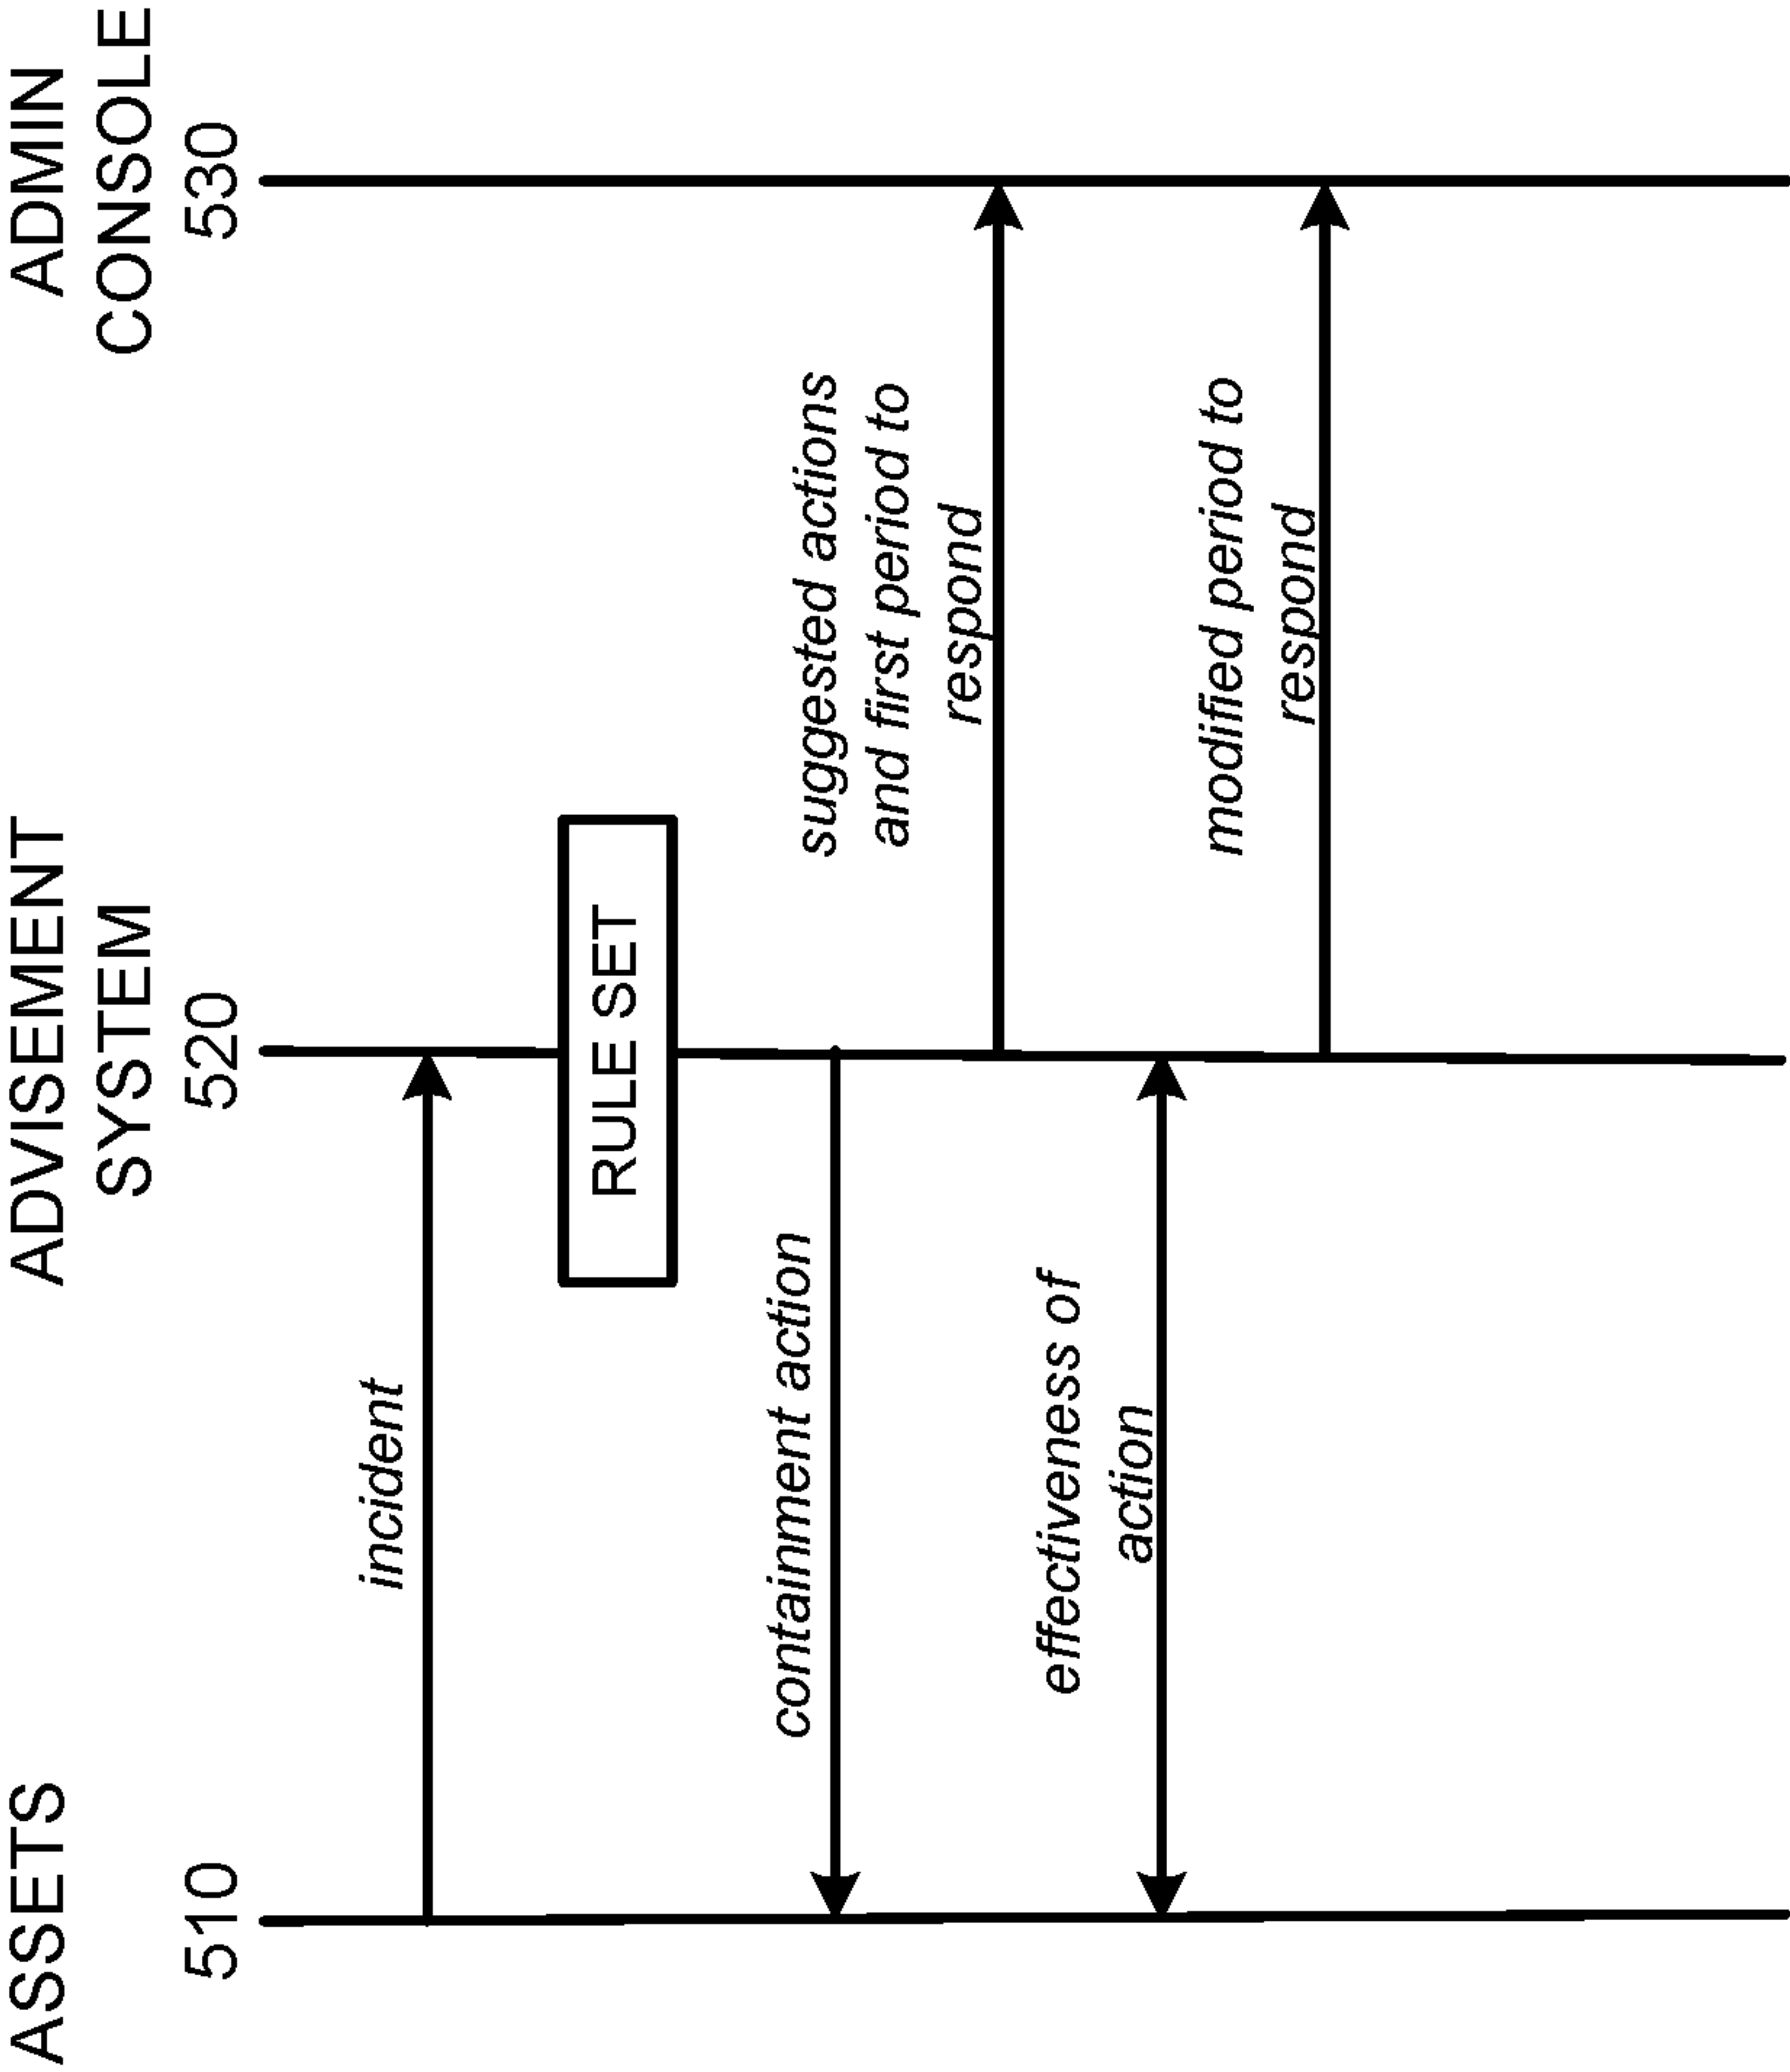 ASSETS
510
ADVISEMENT
SYSTEM
520
ADMIN
CONSOLE
530
incident
RULE SET
containment action
suggested actions
and first period to
respond
effectiveness of
action
modified period to
respond